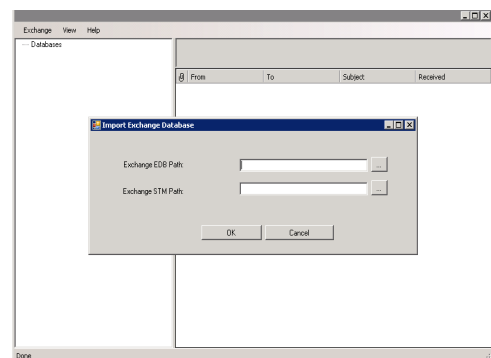 Exchange View Help
Databases
From To Subject Received
Import Exchange Database
Exchange EDB Path:
...
Exchange STM Path:
...
OK Cancel
Done